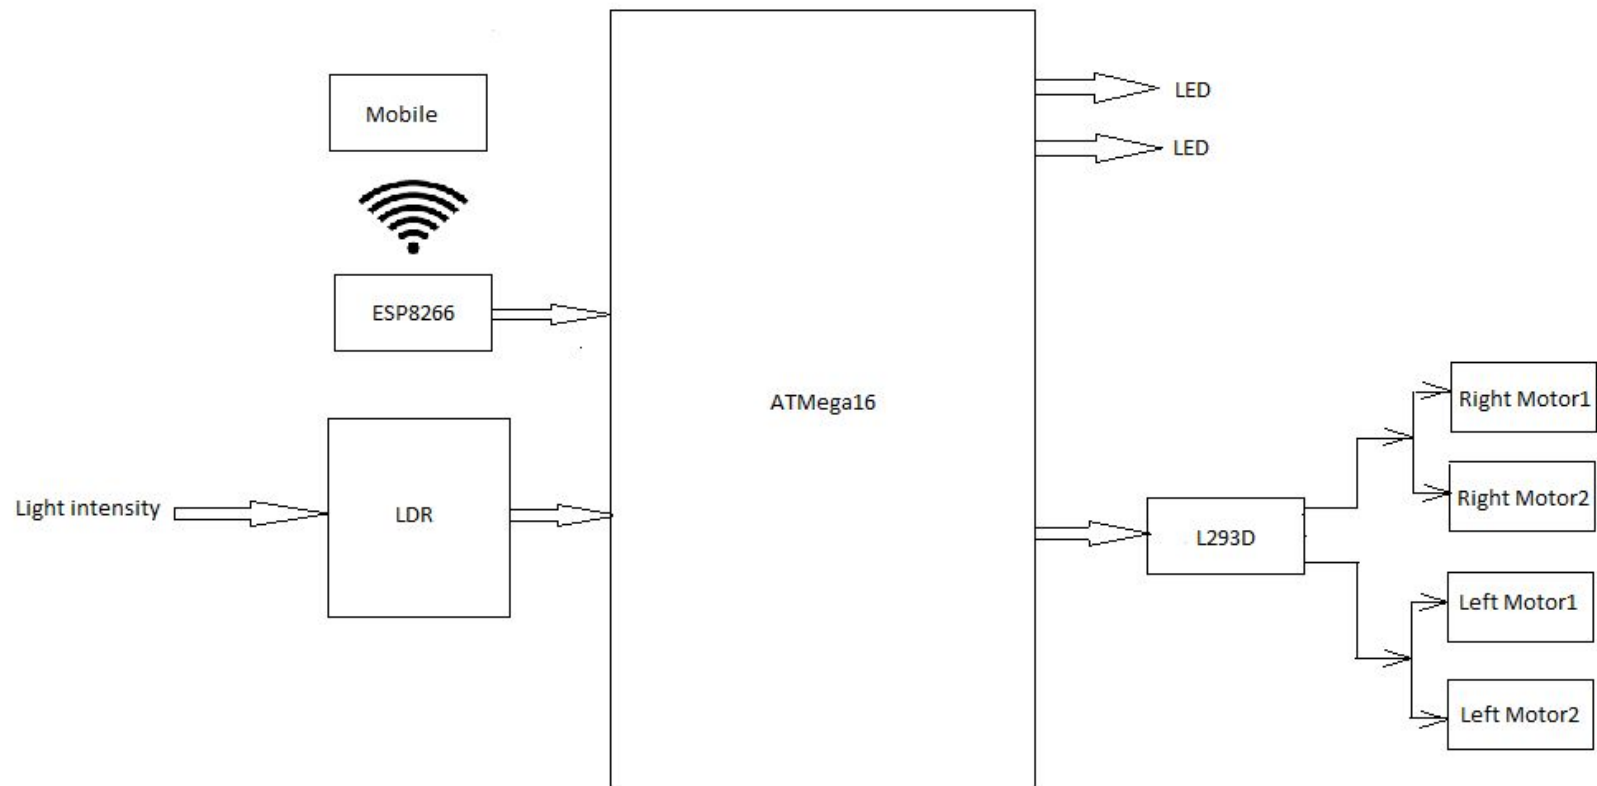 Mobile
LED
LED
ESP8266
ATMega16
Right Motor1
Right Motor2
Light intensity
LDR
L293D
Left Motor1
Left Motor2